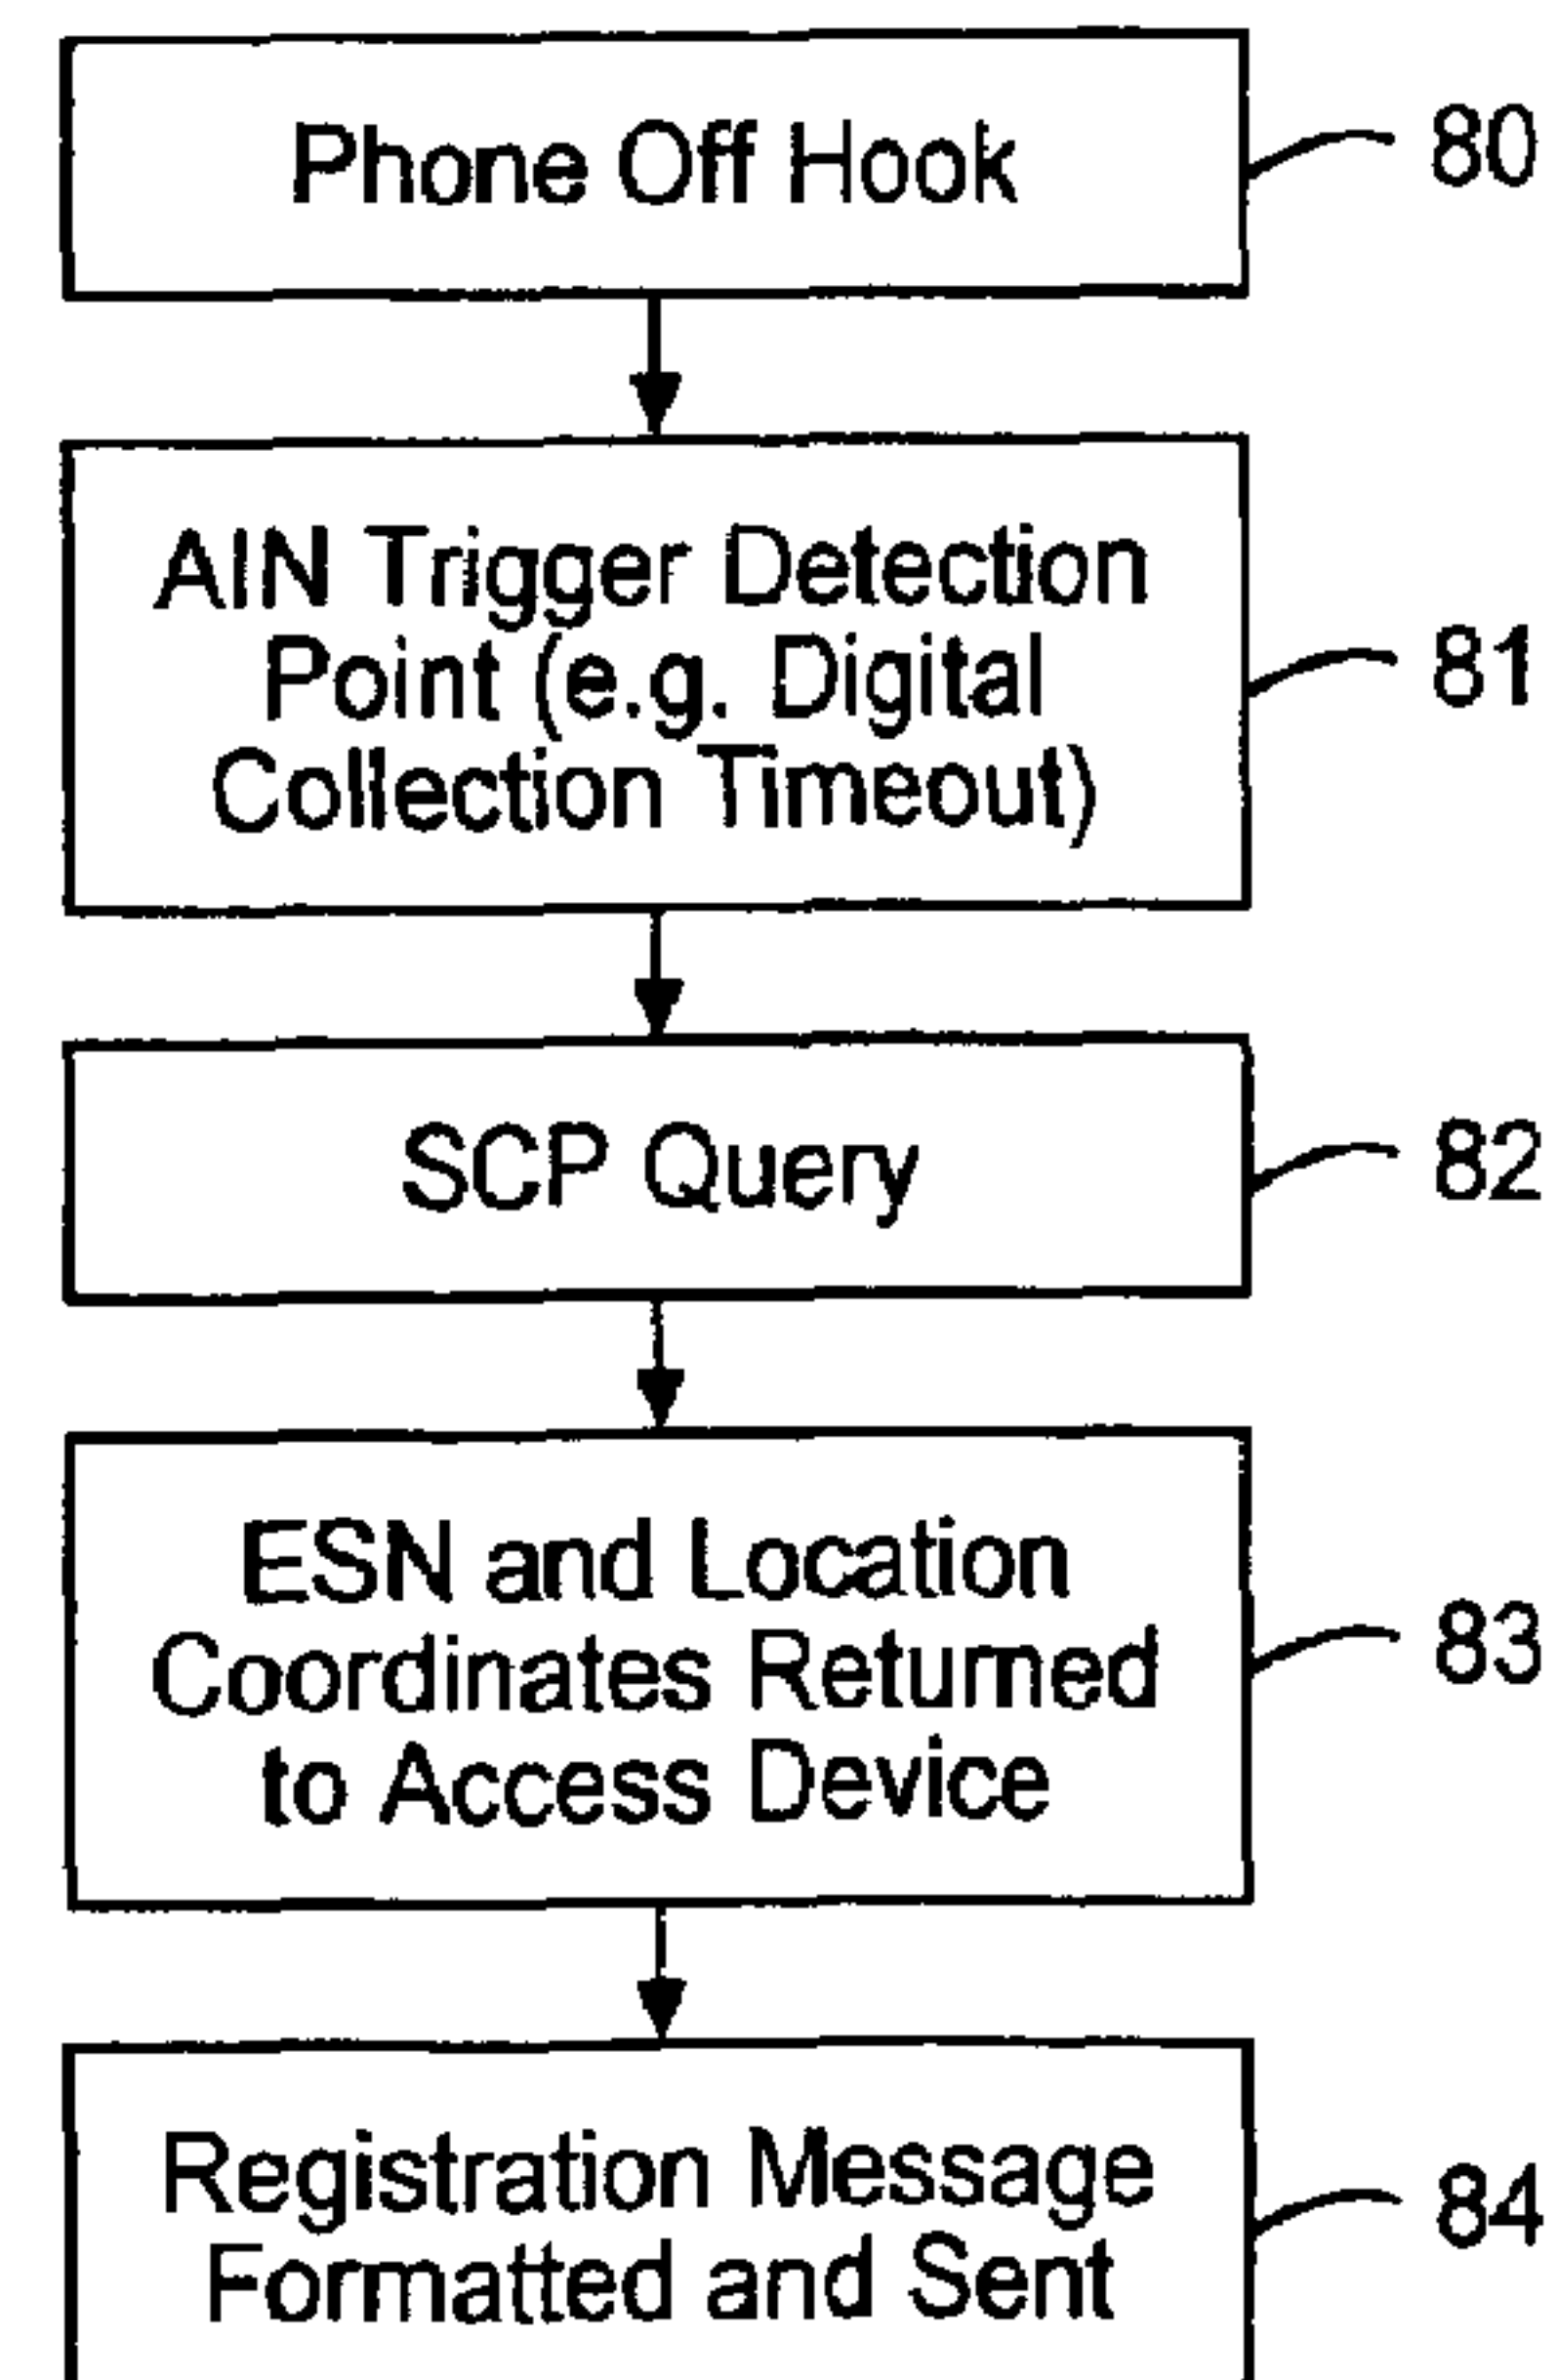 Phone Off Hook
80
AIN Trigger Detection
Point (e.g. Digital
Collection Timeout)
81
SCP Query
82
ESN and Location
Coordinates Returned
to Access Device
83
Registration Message
Formatted and Sent
84